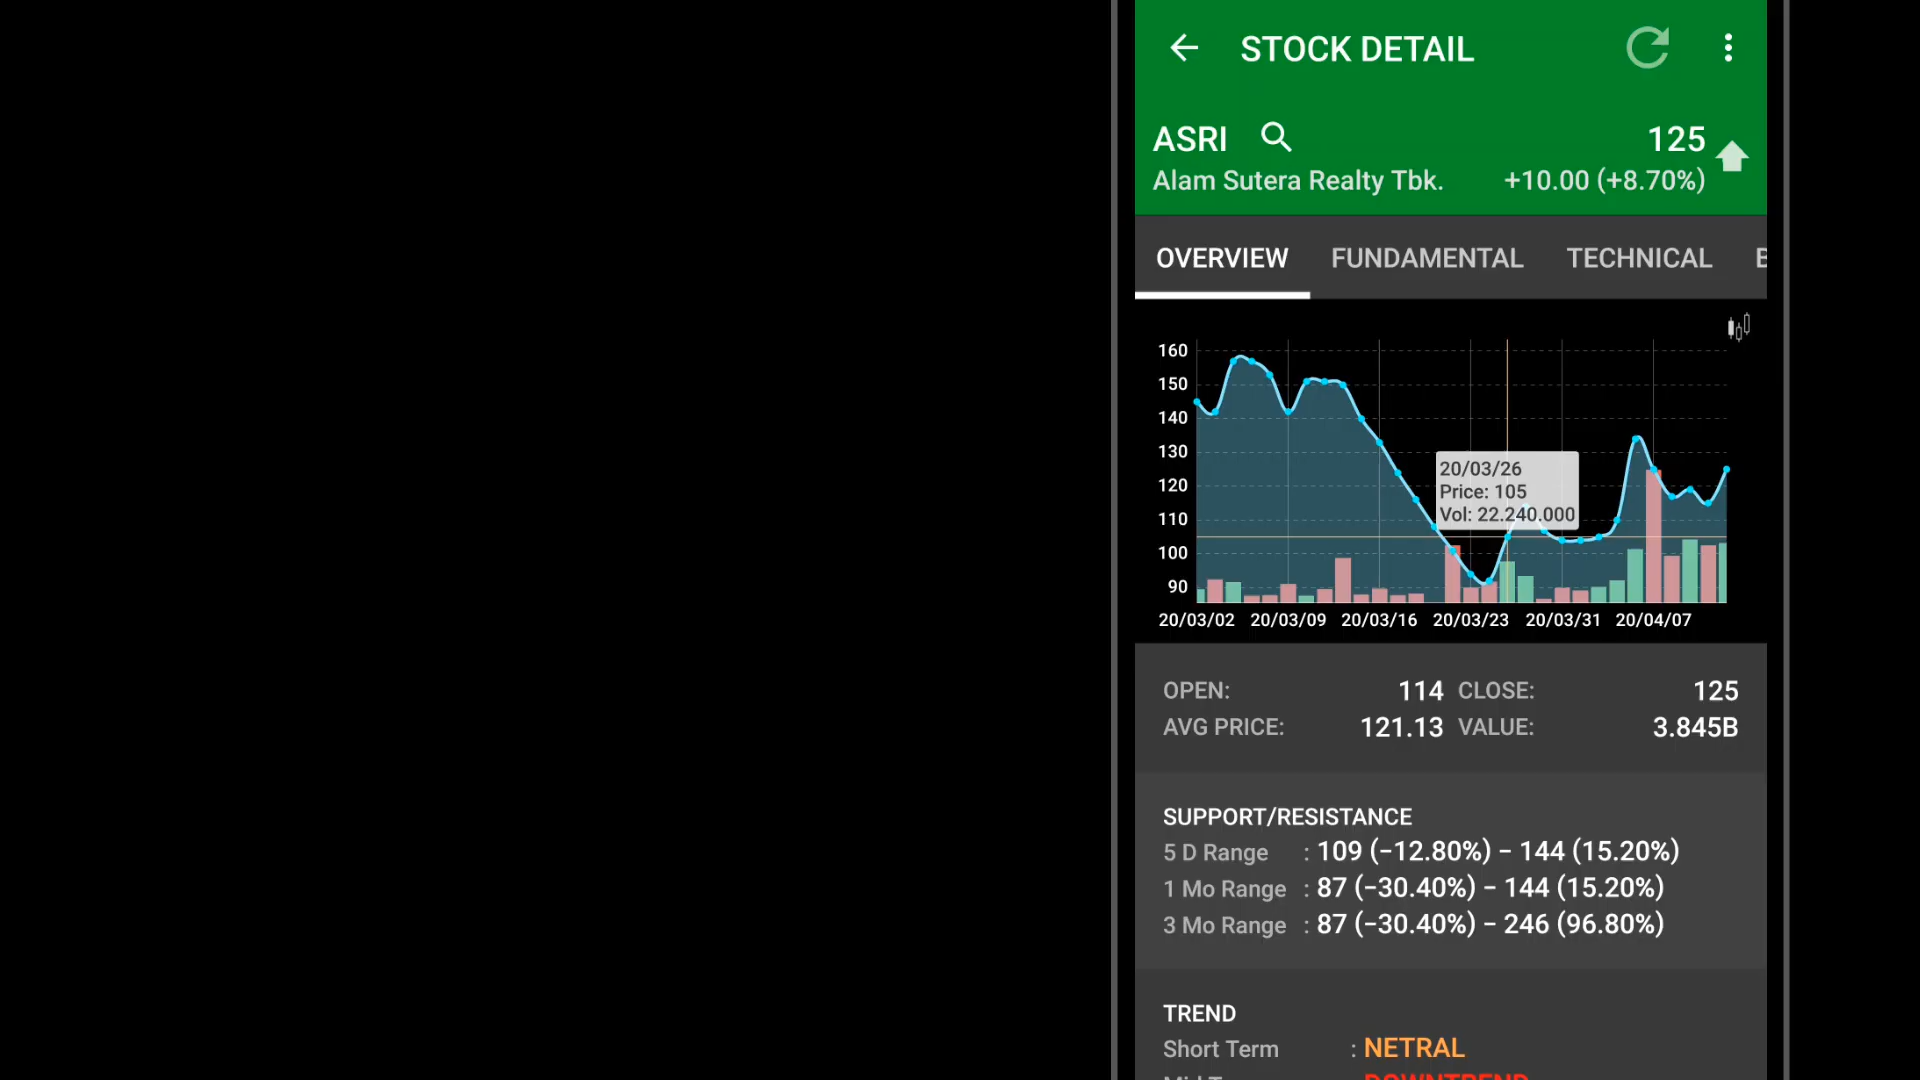 STOCK DETAIL
ASRI 125
Alam Sutera Realty Tbk. +10.00 (+8.70%)
OVERVIEW FUNDAMENTAL TECHNICAL
160
150
140
130
120
110
100
90
20/03/26
Price: 105
Vol: 22.240.000
20/03/02 20/03/09 20/03/16 20/03/23 20/03/31 20/04/07
OPEN: 114 CLOSE: 125
AVG PRICE: 121.13 VALUE: 3.845B
SUPPORT/RESISTANCE
5 D Range : 109 (−12.80%) − 144 (15.20%)
1 Mo Range : 87 (−30.40%) − 144 (15.20%)
3 Mo Range : 87 (−30.40%) − 246 (96.80%)
TREND
Short Term : NETRAL
DOWNTREND